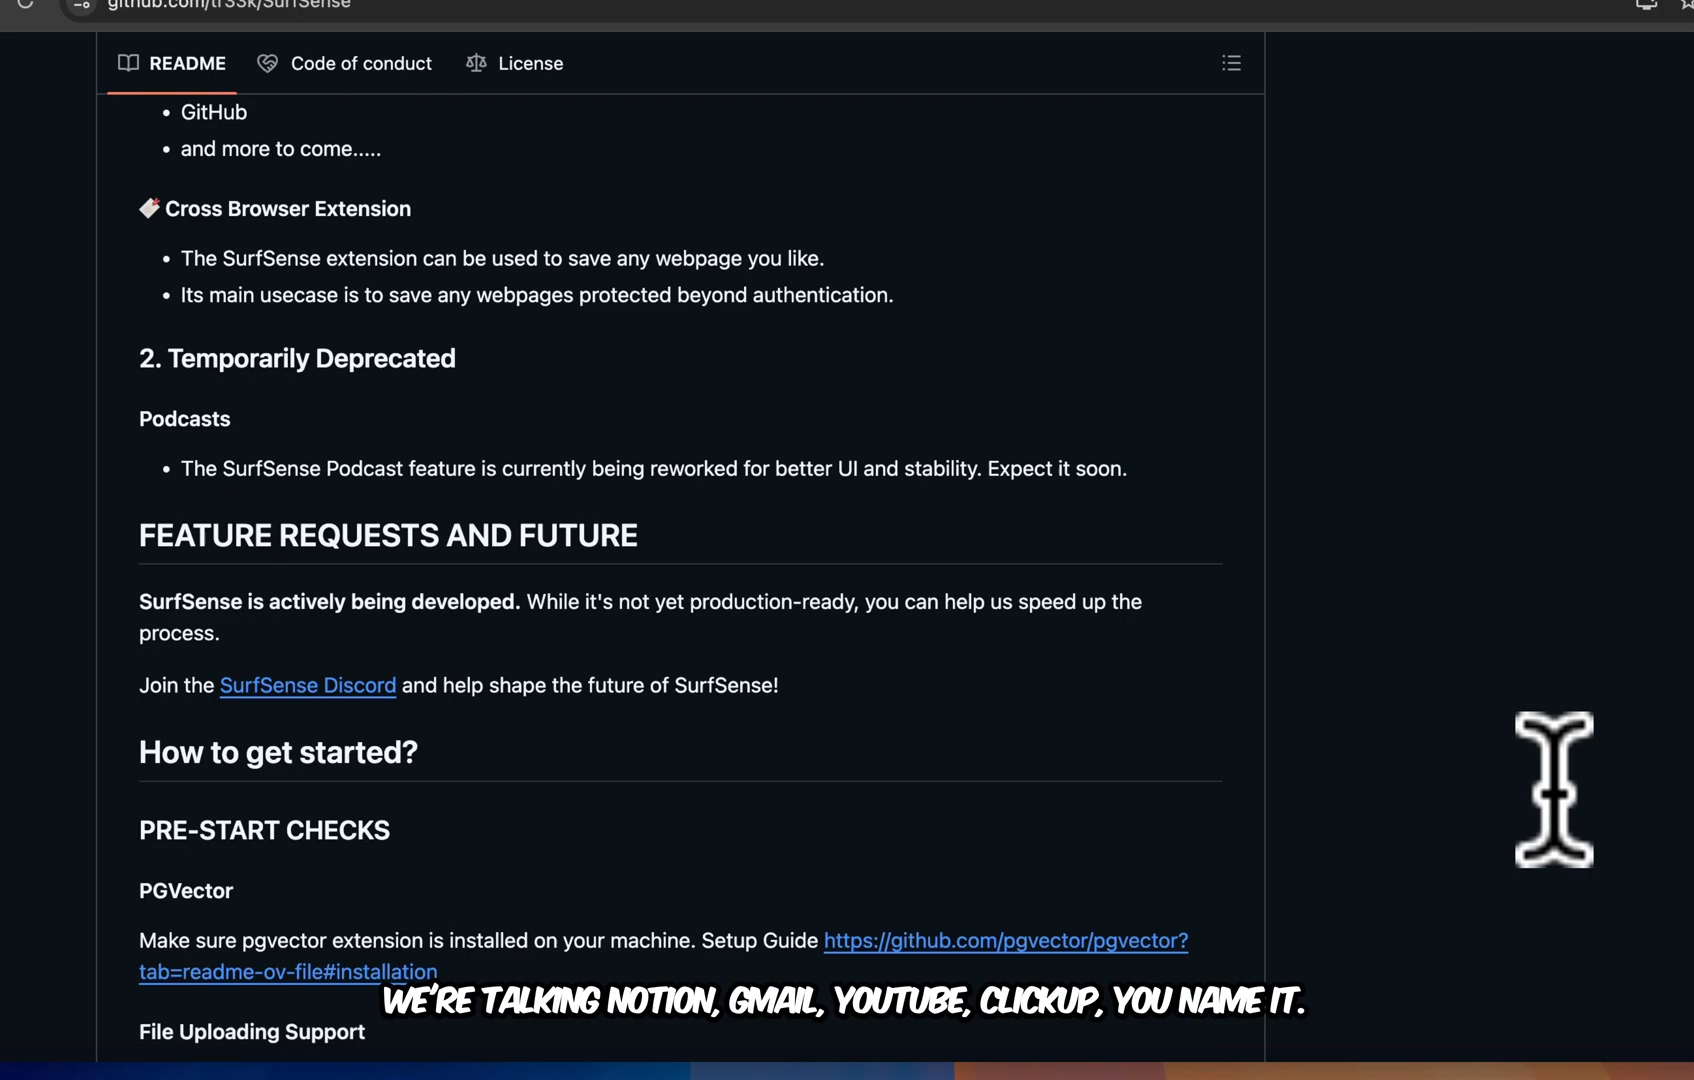 github.com/tr33k/SurfSense
README
Code of conduct
License
• GitHub
• and more to come.....
Cross Browser Extension
• The SurfSense extension can be used to save any webpage you like.
• Its main usecase is to save any webpages protected beyond authentication.
2. Temporarily Deprecated
Podcasts
• The SurfSense Podcast feature is currently being reworked for better UI and stability. Expect it soon.
FEATURE REQUESTS AND FUTURE
SurfSense is actively being developed. While it's not yet production-ready, you can help us speed up the
process.
Join the SurfSense Discord and help shape the future of SurfSense!
How to get started?
PRE-START CHECKS
PGVector
Make sure pgvector extension is installed on your machine. Setup Guide https://github.com/pgvector/pgvector?
tab=readme-ov-file#installation
WE'RE TALKING NOTION, GMAIL, YOUTUBE, CLICKUP, YOU NAME IT.
File Uploading Support